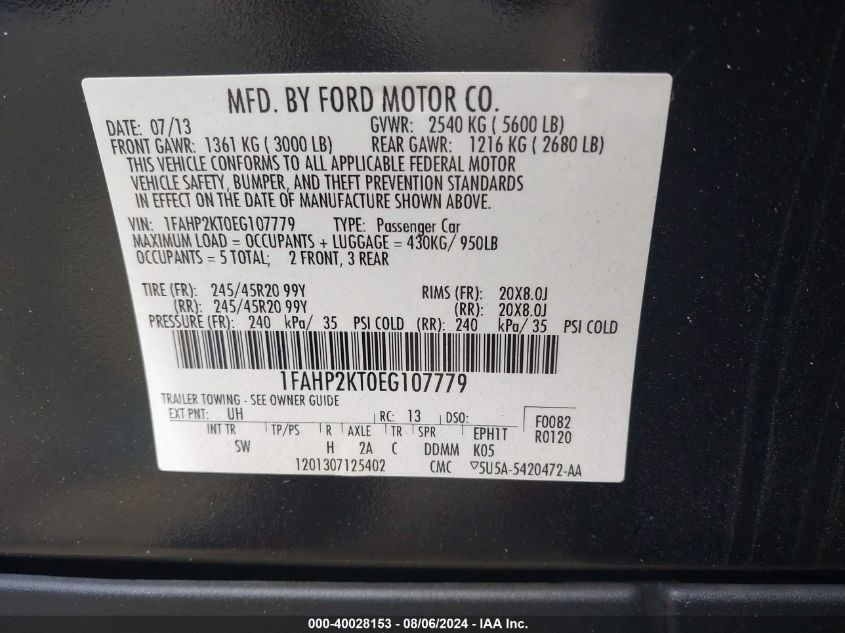 MFD. BY FORD MOTOR CO.
DATE: 07/13 GVWR: 2540 KG ( 5600 LB)
FRONT GAWR: 1361 KG ( 3000 LB) REAR GAWR: 1216 KG ( 2680 LB)
THIS VEHICLE CONFORMS TO ALL APPLICABLE FEDERAL MOTOR
VEHICLE SAFETY, BUMPER, AND THEFT PREVENTION STANDARDS
IN EFFECT ON THE DATE OF MANUFACTURE SHOWN ABOVE.
VIN: 1FAHP2KT0EG107779 TYPE: Passenger Car
MAXIMUM LOAD = OCCUPANTS + LUGGAGE = 430KG/ 950LB
OCCUPANTS = 5 TOTAL; 2 FRONT, 3 REAR
TIRE (FR): 245/45R20 99Y RIMS (FR): 20X8.0J
(RR): 245/45R20 99Y (RR): 20X8.0J
PRESSURE (FR): 240 kPa/ 35 PSI COLD (RR): 240 kPa/ 35 PSI COLD
1FAHP2KT0EG107779
TRAILER TOWING - SEE OWNER GUIDE
EXT PNT: UH RC: 13 DSO: F0082
INT TR TP/PS R AXLE TR SPR EPH1T R0120
SW H 2A C DDMM K05
1201307125402 CMC ▽5U5A-5420472-AA
000-40028153 - 08/06/2024 - IAA Inc.